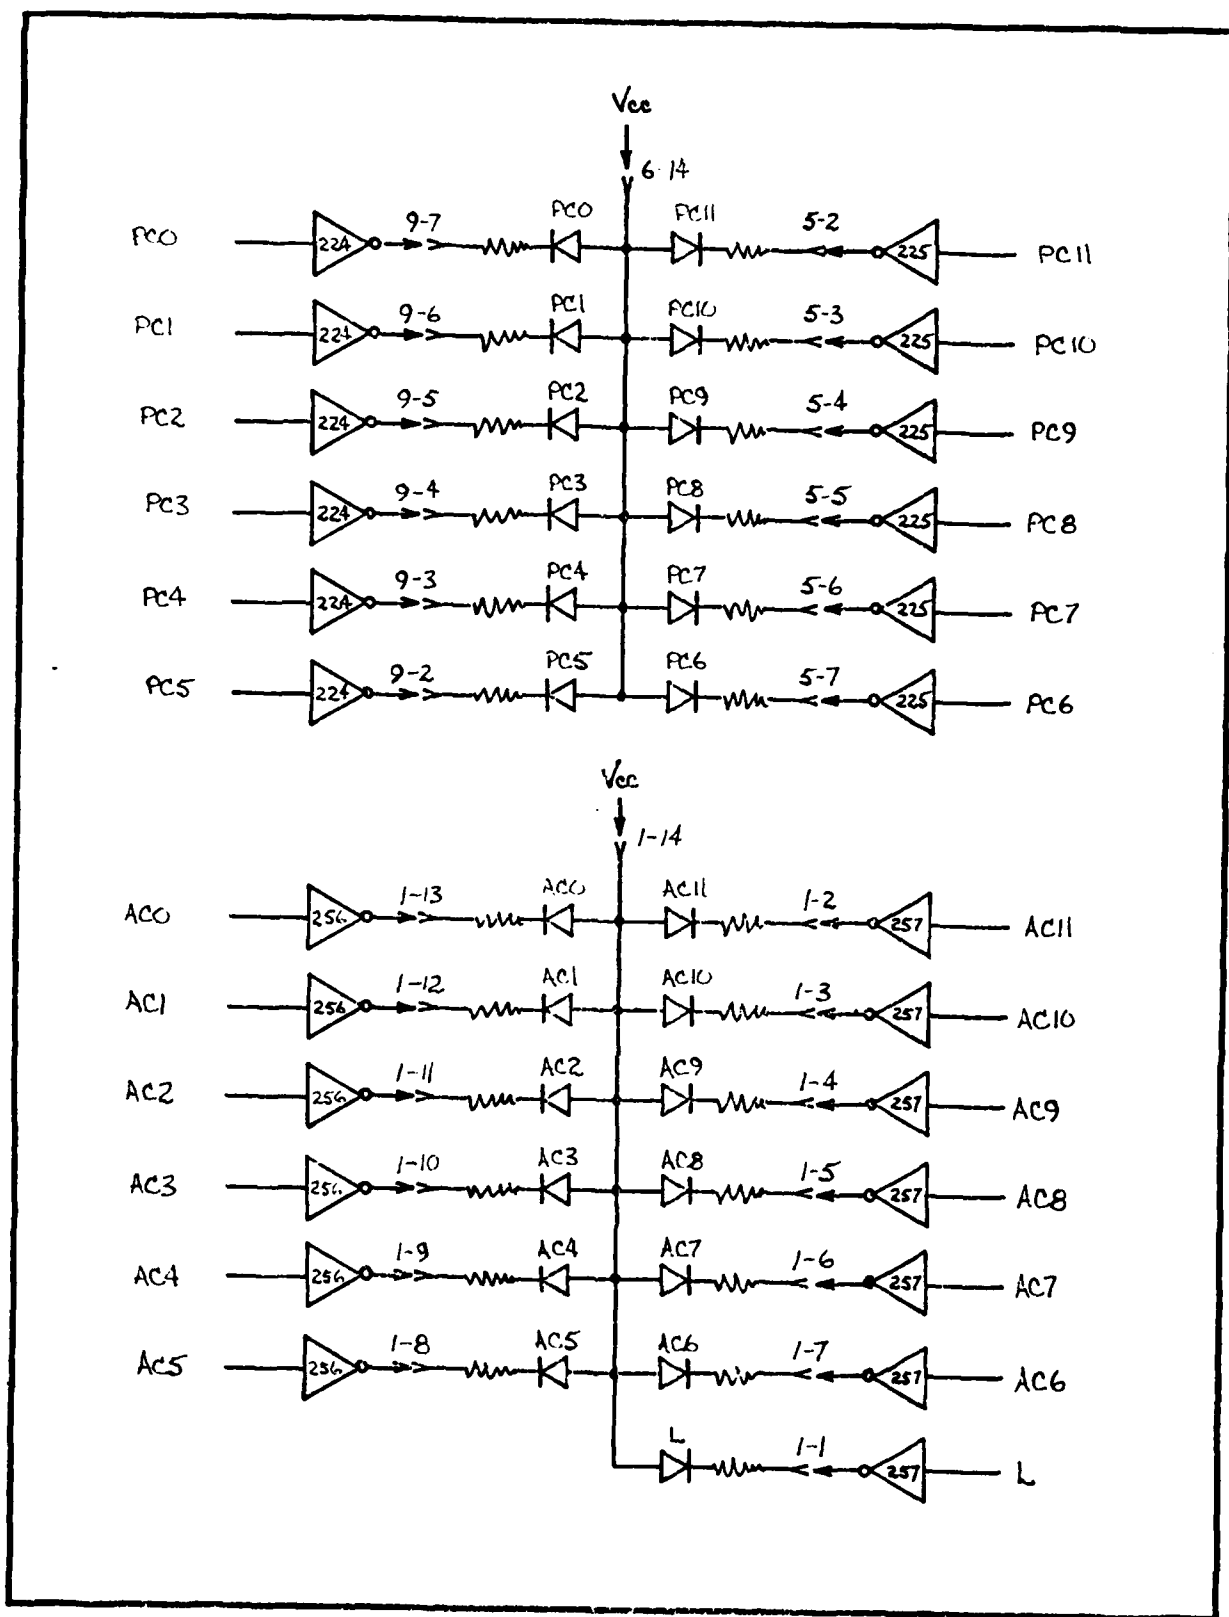 Vcc
6-14
PC0 224 9-7 PC0 PC11 5-2 225 PC11
PC1 224 9-6 PC1 PC10 5-3 225 PC10
PC2 224 9-5 PC2 PC9 5-4 225 PC9
PC3 224 9-4 PC3 PC8 5-5 225 PC8
PC4 224 9-3 PC4 PC7 5-6 225 PC7
PC5 224 9-2 PC5 PC6 5-7 225 PC6
Vcc
1-14
AC0 256 1-13 AC0 AC11 1-2 257 AC11
AC1 256 1-12 AC1 AC10 1-3 257 AC10
AC2 256 1-11 AC2 AC9 1-4 257 AC9
AC3 256 1-10 AC3 AC8 1-5 257 AC8
AC4 256 1-9 AC4 AC7 1-6 257 AC7
AC5 256 1-8 AC5 AC6 1-7 257 AC6
L 1-1 257 L